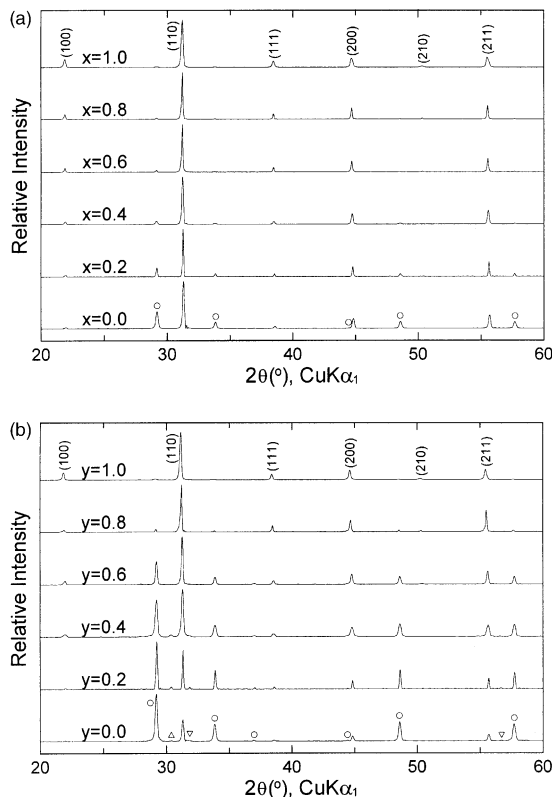 (a)
(100)
(110)
(111)
(200)
(210)
(211)
x=1.0
x=0.8
x=0.6
x=0.4
x=0.2
x=0.0
Relative Intensity
20 30 40 50 60
2θ(°), CuKα₁
(b)
(100)
(110)
(111)
(200)
(210)
(211)
y=1.0
y=0.8
y=0.6
y=0.4
y=0.2
y=0.0
Relative Intensity
20 30 40 50 60
2θ(°), CuKα₁